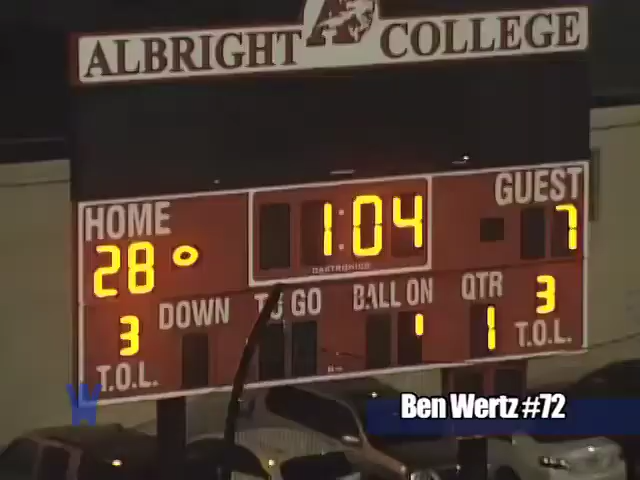 ALBRIGHT A COLLEGE
HOME 1:04 GUEST
28 7
DAKTRONICS
DOWN TO GO BALL ON QTR
3 1 3
T.O.L. T.O.L.
W
Ben Wertz #72